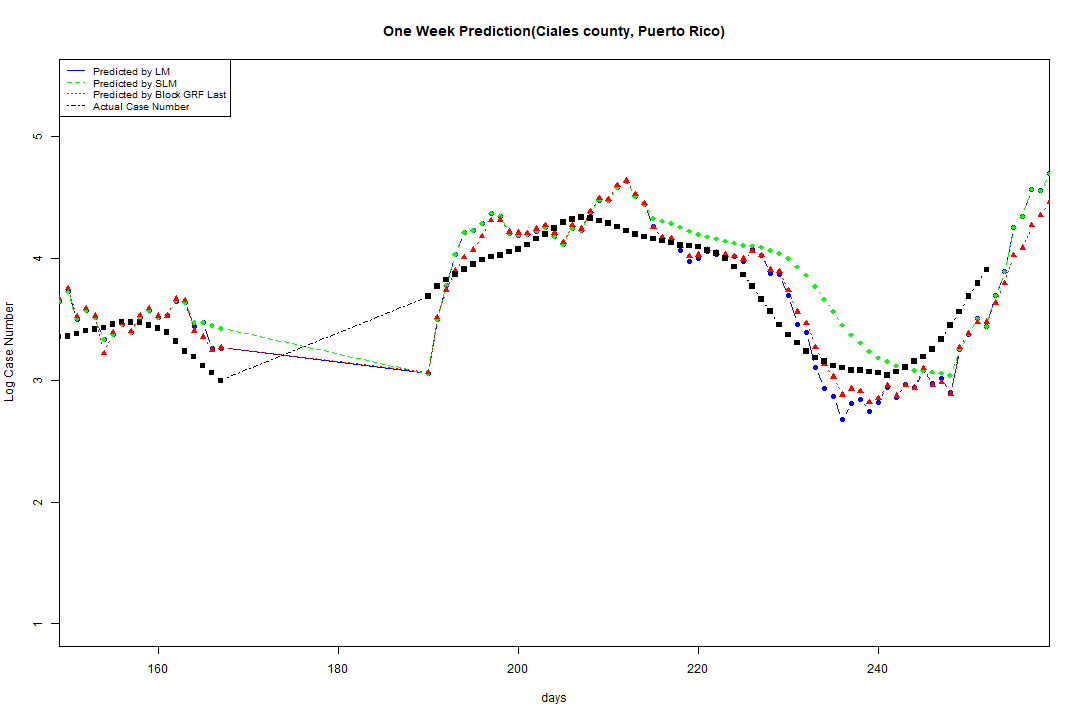 One Week Prediction(Ciales county, Puerto Rico)
Predicted by LM
Predicted by SLM
Predicted by Block GRF Last
Actual Case Number
5
4
3
2
1
Log Case Number
160 180 200 220 240
days